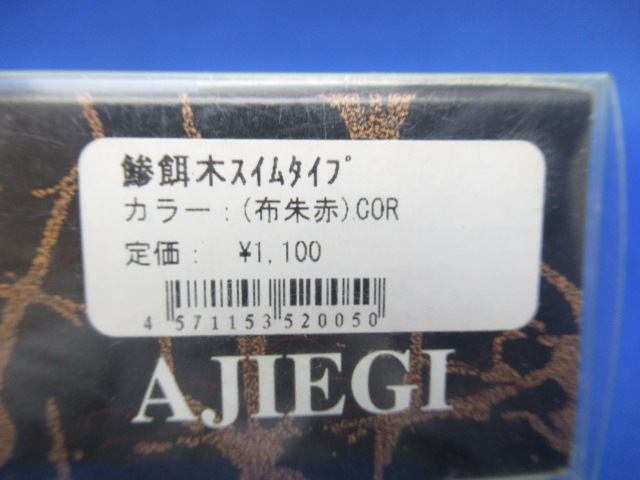 鯵餌木ｽｲﾑﾀｲﾌﾟ
カラー：(布朱赤)COR
定価： ¥1,100
4 571153 520050
AJIEGI